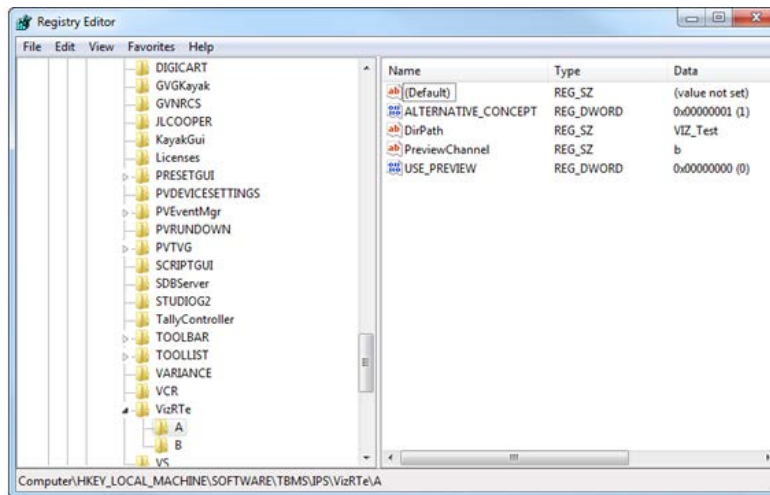 Registry Editor
File Edit View Favorites Help
DIGICART
GVGKayak
GVNRCS
JLCOOPER
KayakGui
Licenses
PRESETGUI
PVDEVICESETTINGS
PVEventMgr
PVRUNDOWN
PVTVG
SCRIPTGUI
SDBServer
STUDIOG2
TallyController
TOOLBAR
TOOLLIST
VARIANCE
VCR
VizRTe
A
B
VS
Name Type Data
(Default) REG_SZ (value not set)
ALTERNATIVE_CONCEPT REG_DWORD 0x00000001 (1)
DirPath REG_SZ VIZ_Test
PreviewChannel REG_SZ b
USE_PREVIEW REG_DWORD 0x00000000 (0)
Computer\HKEY_LOCAL_MACHINE\SOFTWARE\TBMS\IPS\VizRTe\A